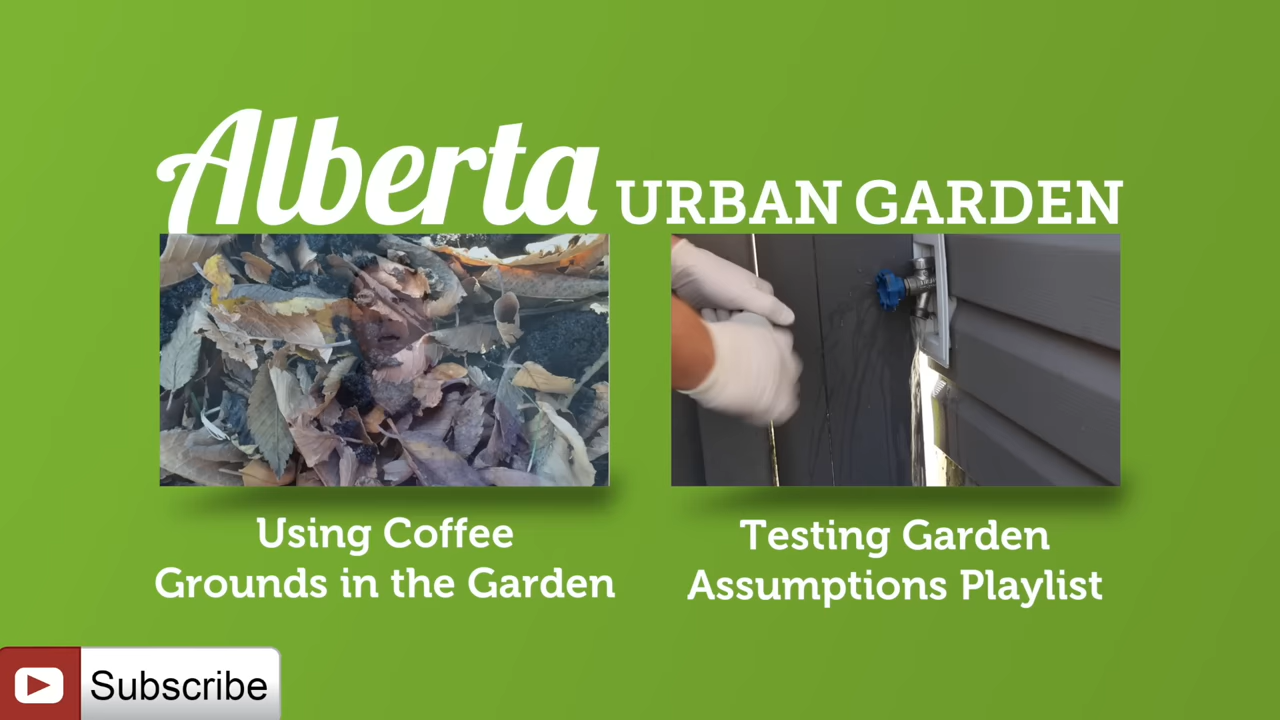 Alberta URBAN GARDEN
Using Coffee
Grounds in the Garden
Testing Garden
Assumptions Playlist
Subscribe